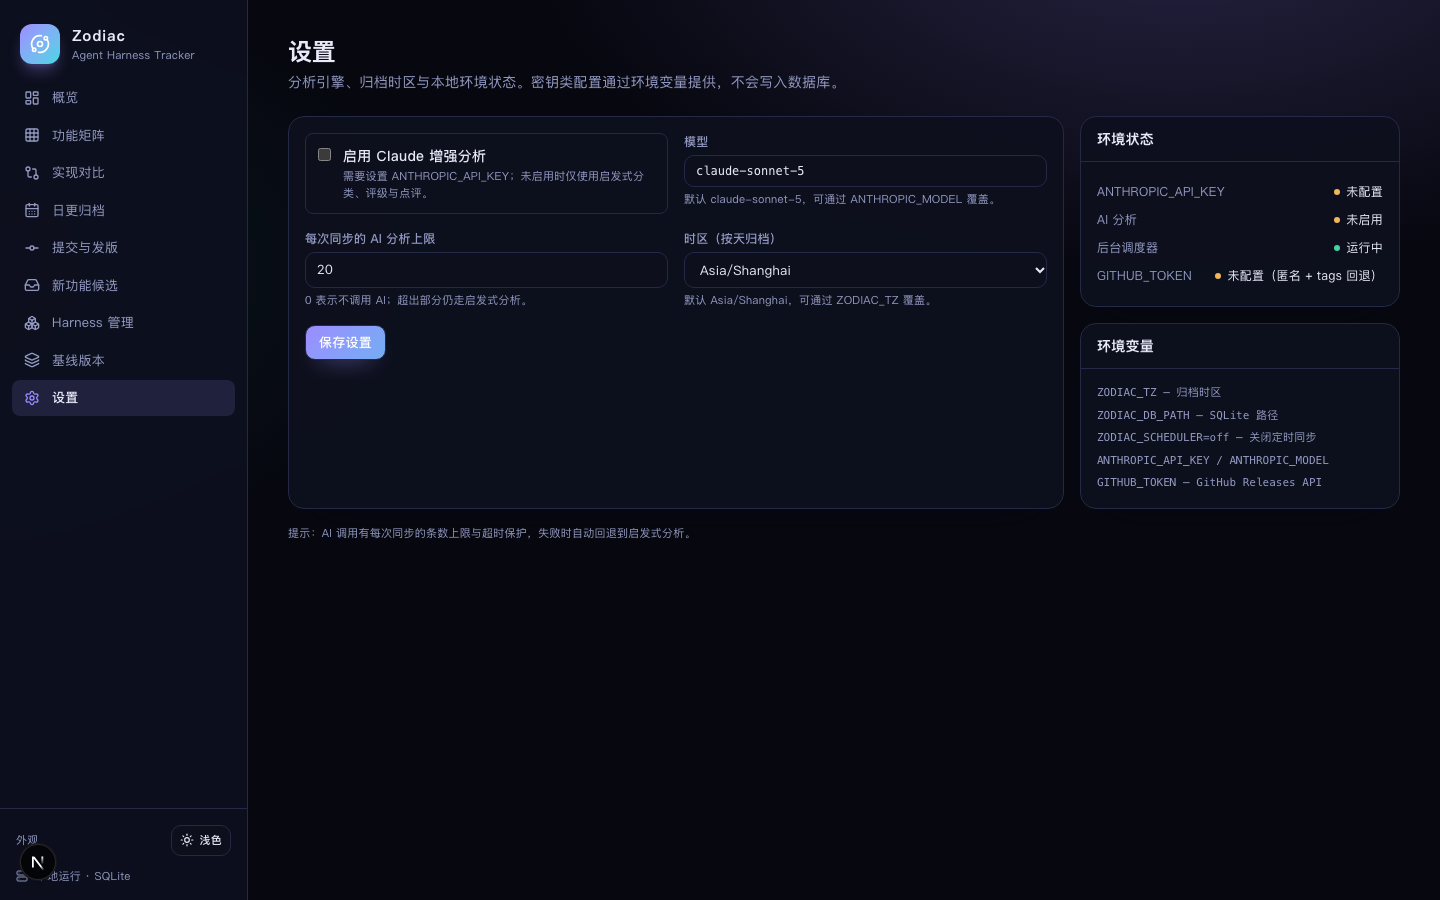 Zodiac
Agent Harness Tracker
概览
功能矩阵
实现对比
日更归档
提交与发版
新功能候选
Harness 管理
基线版本
设置
外观
浅色
N
地运行 · SQLite
设置
分析引擎、归档时区与本地环境状态。密钥类配置通过环境变量提供，不会写入数据库。
启用 Claude 增强分析
需要设置 ANTHROPIC_API_KEY；未启用时仅使用启发式分
类、评级与点评。
模型
claude-sonnet-5
默认 claude-sonnet-5，可通过 ANTHROPIC_MODEL 覆盖。
每次同步的 AI 分析上限
20
0 表示不调用 AI；超出部分仍走启发式分析。
时区（按天归档）
Asia/Shanghai
默认 Asia/Shanghai，可通过 ZODIAC_TZ 覆盖。
保存设置
提示：AI 调用有每次同步的条数上限与超时保护，失败时自动回退到启发式分析。
环境状态
ANTHROPIC_API_KEY 未配置
AI 分析 未启用
后台调度器 运行中
GITHUB_TOKEN 未配置（匿名 + tags 回退）
环境变量
ZODIAC_TZ — 归档时区
ZODIAC_DB_PATH — SQLite 路径
ZODIAC_SCHEDULER=off — 关闭定时同步
ANTHROPIC_API_KEY / ANTHROPIC_MODEL
GITHUB_TOKEN — GitHub Releases API